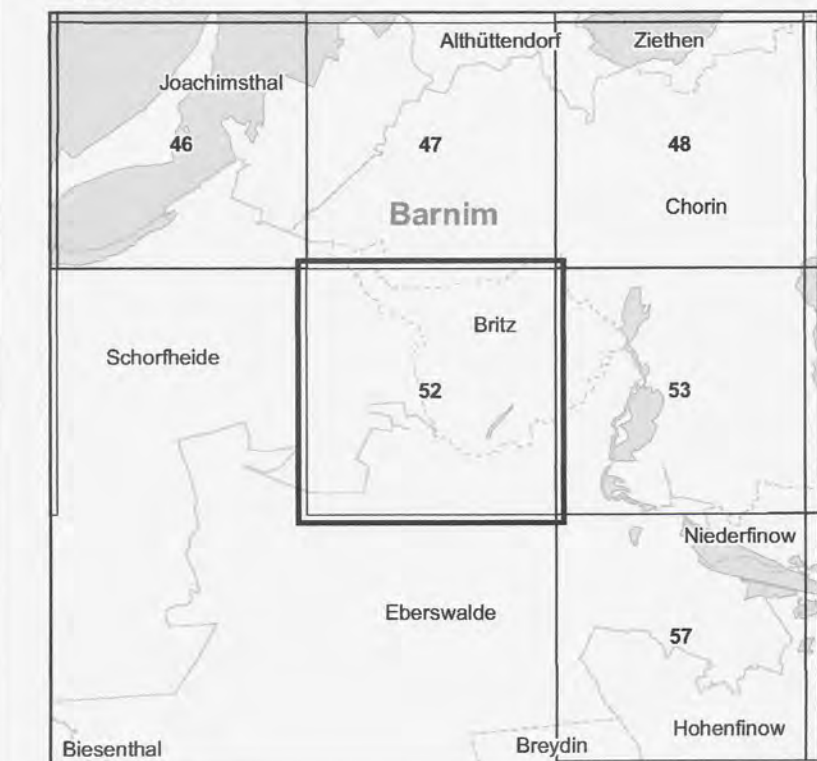 Althüttendorf
Ziethen
Joachimsthal
46
47
48
Barnim
Chorin
Britz
Schorfheide
52
53
Niederfinow
Eberswalde
57
Hohenfinow
Biesenthal
Breydin